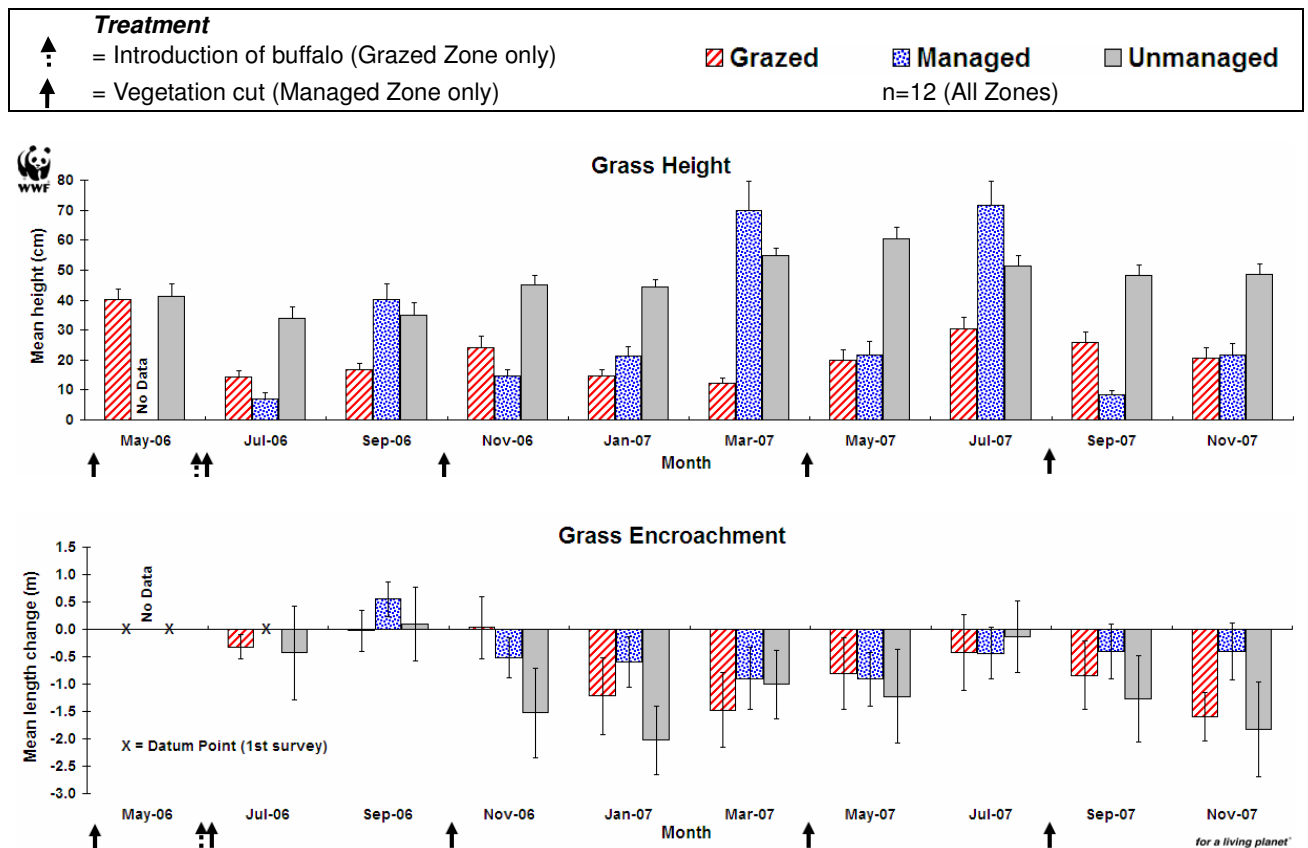 Treatment
= Introduction of buffalo (Grazed Zone only)
= Vegetation cut (Managed Zone only)
Grazed Managed Unmanaged
n=12 (All Zones)
WWF
Grass Height
Mean height (cm)
80
70
60
50
40
30
20
10
0
No Data
May-06 Jul-06 Sep-06 Nov-06 Jan-07 Mar-07 May-07 Jul-07 Sep-07 Nov-07
Month
Grass Encroachment
Mean length change (m)
1.5
1.0
0.5
0.0
-0.5
-1.0
-1.5
-2.0
-2.5
-3.0
No Data
X X X
X = Datum Point (1st survey)
May-06 Jul-06 Sep-06 Nov-06 Jan-07 Mar-07 May-07 Jul-07 Sep-07 Nov-07
Month
for a living planet®